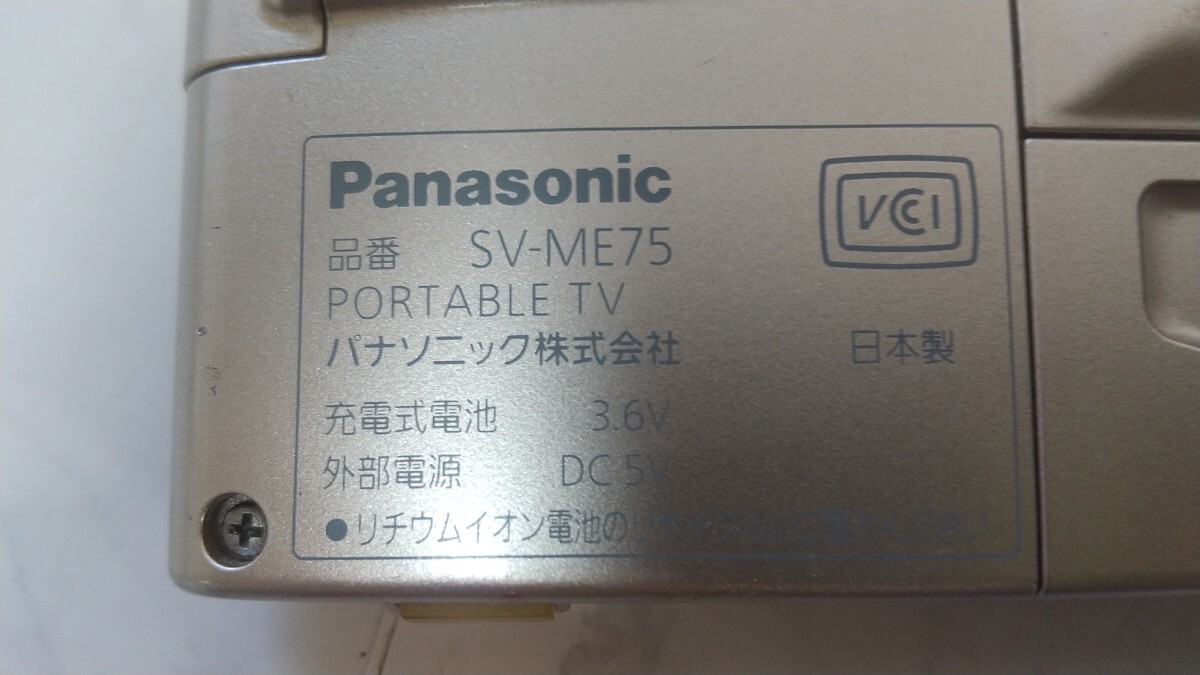 Panasonic
VCCI
品番 SV-ME75
PORTABLE TV
パナソニック株式会社 日本製
充電式電池 3.6V
外部電源 DC 5V
●リチウムイオン電池の